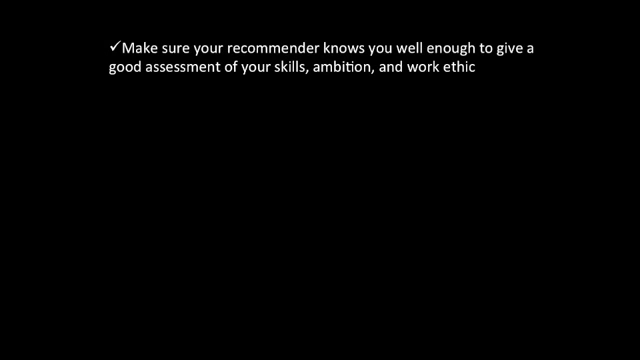 ✓Make sure your recommender knows you well enough to give a
good assessment of your skills, ambition, and work ethic